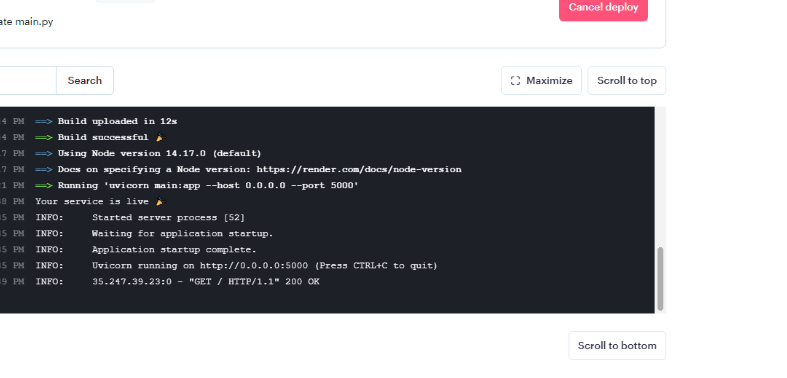 Cancel deploy
ate main.py
Search
Maximize
Scroll to top
4 PM ==> Build uploaded in 12s
4 PM ==> Build successful 🎉
7 PM ==> Using Node version 14.17.0 (default)
7 PM ==> Docs on specifying a Node version: https://render.com/docs/node-version
1 PM ==> Running 'uvicorn main:app --host 0.0.0.0 --port 5000'
8 PM Your service is live 🎉
5 PM INFO: Started server process [52]
5 PM INFO: Waiting for application startup.
5 PM INFO: Application startup complete.
5 PM INFO: Uvicorn running on http://0.0.0.0:5000 (Press CTRL+C to quit)
9 PM INFO: 35.247.39.23:0 - "GET / HTTP/1.1" 200 OK
Scroll to bottom